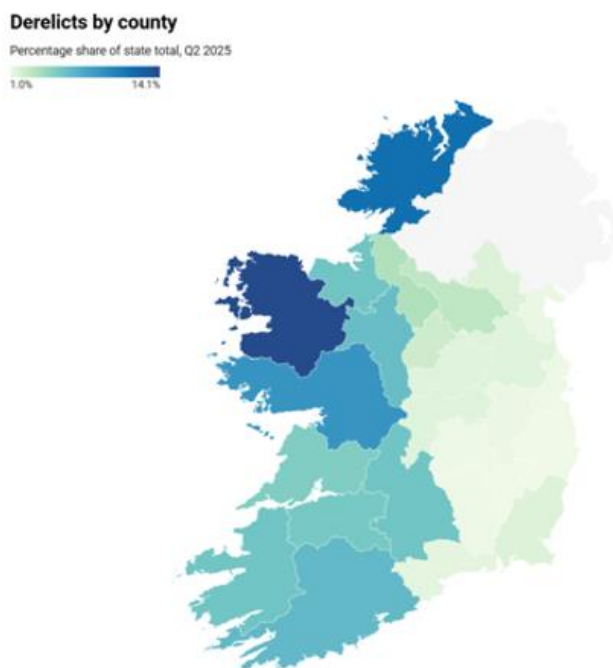 Derelicts by county
Percentage share of state total, Q2 2025
1.0% 14.1%